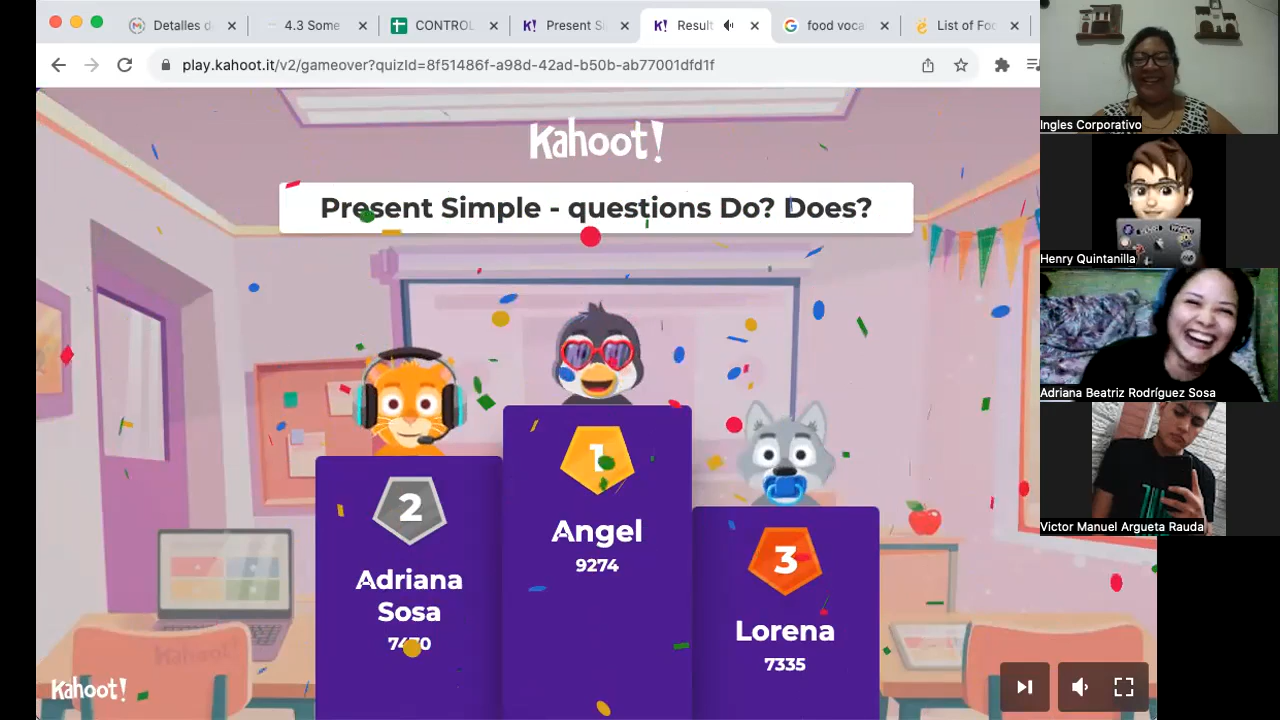 Detalles d
4.3 Some
CONTROL
K! Present Si
K! Result
food voca
List of Foo
play.kahoot.it/v2/gameover?quizId=8f51486f-a98d-42ad-b50b-ab77001dfd1f
Kahoot!
Present Simple - questions Do? Does?
1
Angel
9274
2
Adriana
Sosa
3
Lorena
7335
Kahoot!
Ingles Corporativo
Henry Quintanilla
Adriana Beatriz Rodríguez Sosa
Victor Manuel Argueta Rauda